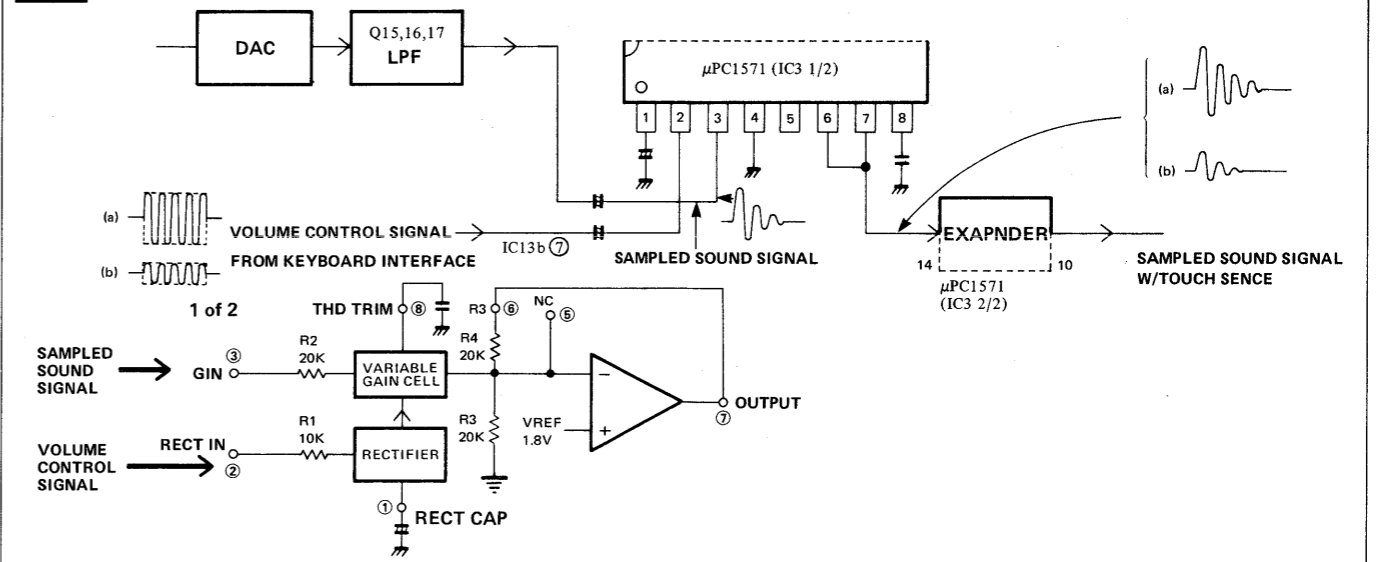 DAC
Q15,16,17
LPF
μPC1571 (IC3 1/2)
1 2 3 4 5 6 7 8
(a)
(b)
(a)
(b)
VOLUME CONTROL SIGNAL
FROM KEYBOARD INTERFACE
IC13b ⑦
SAMPLED SOUND SIGNAL
EXAPNDER
14
10
μPC1571
(IC3 2/2)
SAMPLED SOUND SIGNAL
W/TOUCH SENCE
1 of 2
THD TRIM ⑧
R3 ⑥
NC
⑤
SAMPLED
SOUND
SIGNAL
③
GIN
R2
20K
VARIABLE
GAIN CELL
R4
20K
OUTPUT
⑦
VOLUME
CONTROL
SIGNAL
RECT IN
②
R1
10K
RECTIFIER
R3
20K
VREF
1.8V
−
+
① RECT CAP